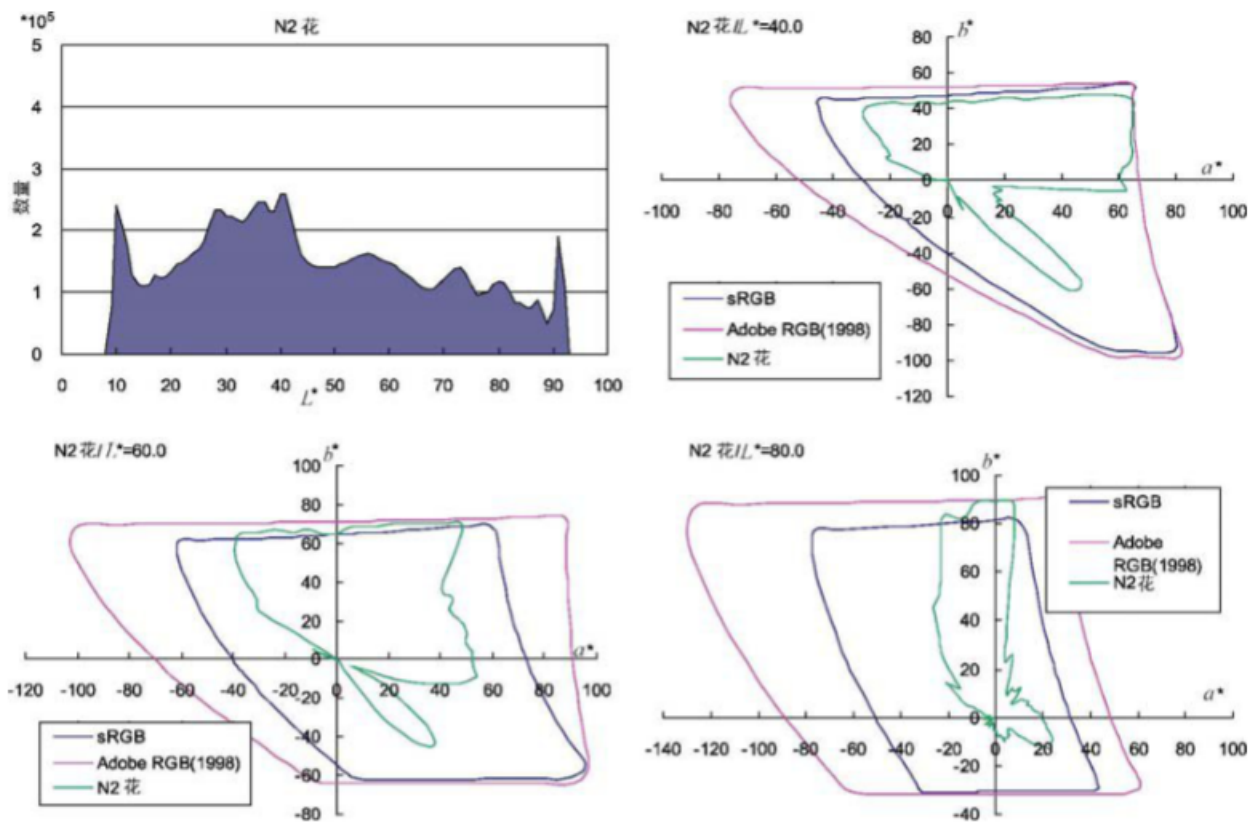 *10⁵
N2 花
5
4
3
2
1
0
数量
0 10 20 30 40 50 60 70 80 90 100
L*
N2 花/L*=40.0
b*
80
60
40
20
0
-20
-40
-60
-80
-100
-120
a*
-100 -80 -60 -40 -20 0 20 40 60 80 100
sRGB
Adobe RGB(1998)
N2 花
N2 花/L*=60.0
b*
100
80
60
40
20
0
-20
-40
-60
-80
a*
-120 -100 -80 -60 -40 -20 0 20 40 60 80 100
sRGB
Adobe RGB(1998)
N2 花
N2 花/L*=80.0
b*
100
80
60
40
20
0
-20
-40
a*
-140 -120 -100 -80 -60 -40 -20 0 20 40 60 80 100
sRGB
Adobe
RGB(1998)
N2 花